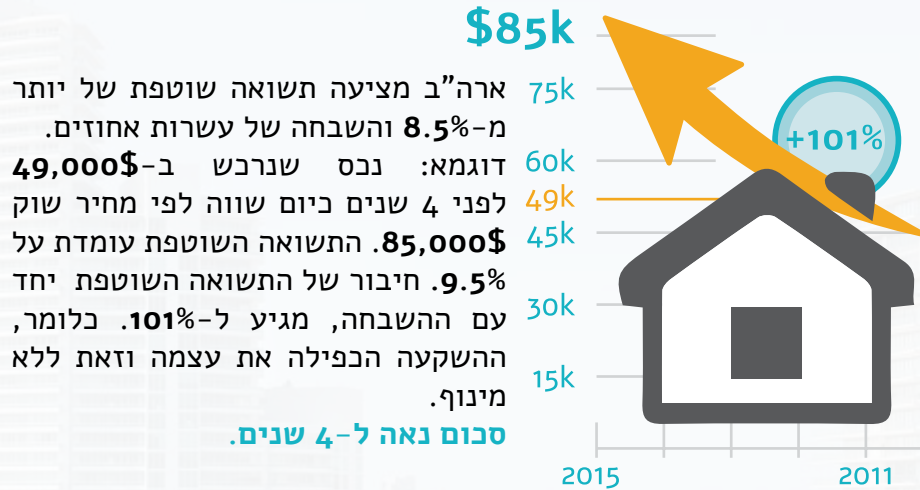 $85k
ארה"ב מציעה תשואה שוטפת של יותר
מ-8.5% והשבחה של עשרות אחוזים.
דוגמא: נכס שנרכש ב-49,000$
לפני 4 שנים כיום שווה לפי מחיר שוק
85,000$. התשואה השוטפת עומדת על
9.5%. חיבור של התשואה השוטפת יחד
עם ההשבחה, מגיע ל-101%. כלומר,
ההשקעה הכפילה את עצמה וזאת ללא
מינוף.
סכום נאה ל-4 שנים.
75k
60k
49k
45k
30k
15k
+101%
2015
2011